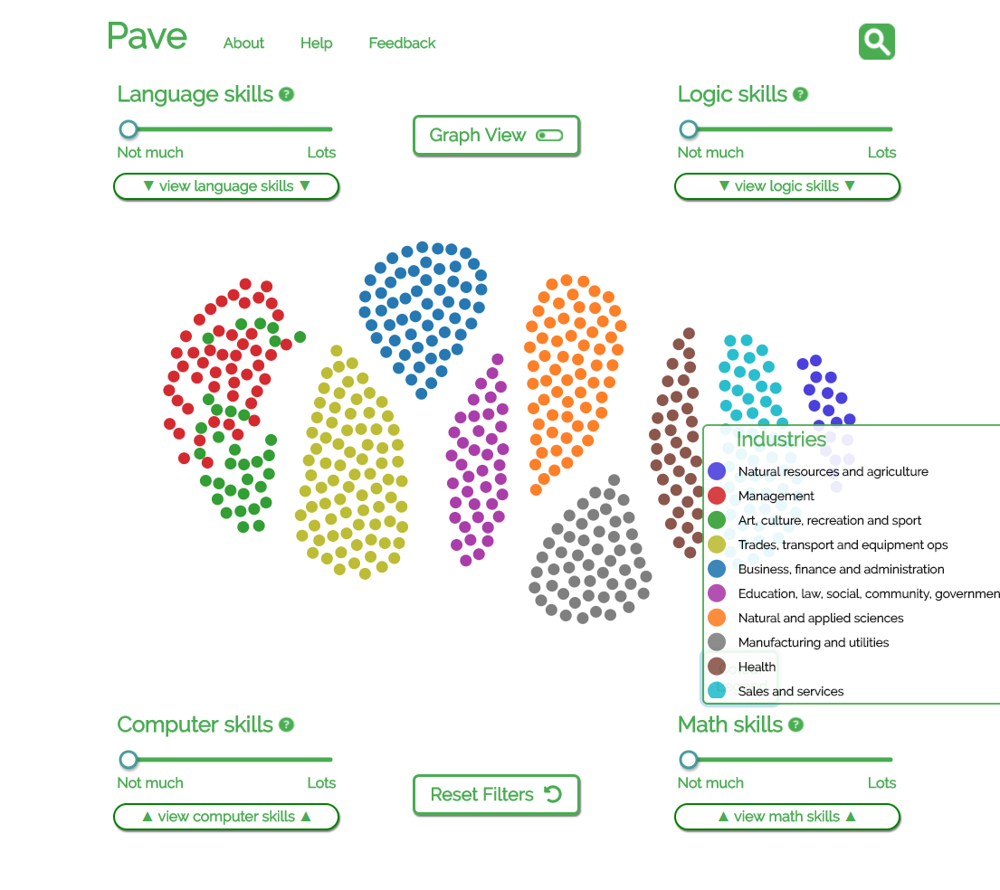 Pave
About
Help
Feedback
Language skills ?
Logic skills ?
Graph View
Not much
Lots
Not much
Lots
▼ view language skills ▼
▼ view logic skills ▼
Industries
Natural resources and agriculture
Management
Art, culture, recreation and sport
Trades, transport and equipment ops
Business, finance and administration
Education, law, social, community, governmen
Natural and applied sciences
Manufacturing and utilities
Health
Sales and services
Computer skills ?
Math skills ?
Not much
Lots
Reset Filters
Not much
Lots
▲ view computer skills ▲
▲ view math skills ▲